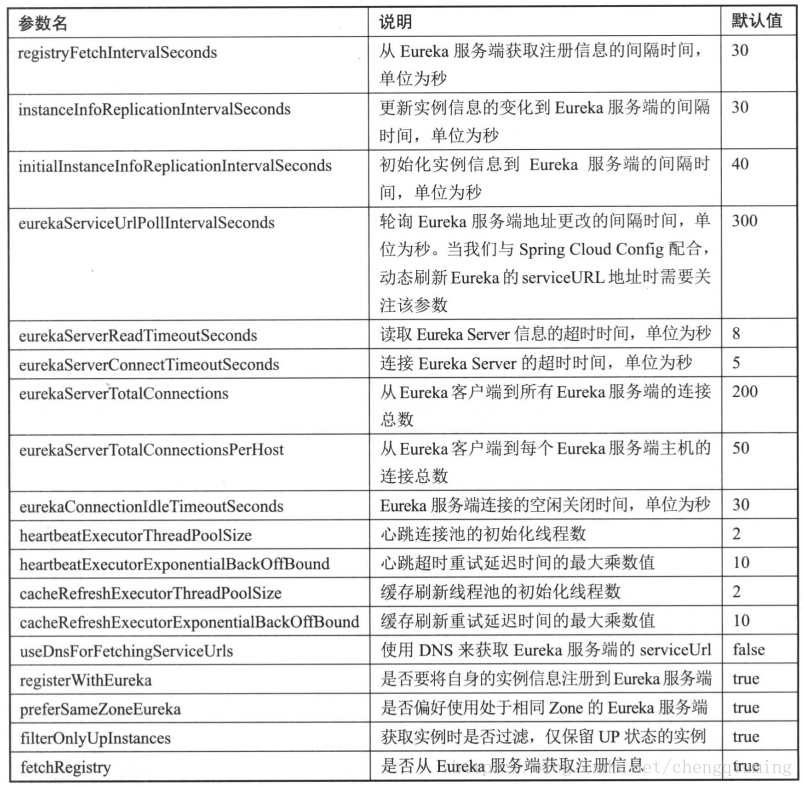 参数名 说明 默认值
registryFetchIntervalSeconds 从 Eureka 服务端获取注册信息的间隔时间， 30
单位为秒
instanceInfoReplicationIntervalSeconds 更新实例信息的变化到 Eureka 服务端的间隔 30
时间，单位为秒
initialInstanceInfoReplicationIntervalSeconds 初始化实例信息到 Eureka 服务端的间隔时 40
间，单位为秒
eurekaServiceUrlPollIntervalSeconds 轮询 Eureka 服务端地址更改的间隔时间，单 300
位为秒。当我们与 Spring Cloud Config 配合，
动态刷新 Eureka 的 serviceURL 地址时需要关
注该参数
eurekaServerReadTimeoutSeconds 读取 Eureka Server 信息的超时时间，单位为秒 8
eurekaServerConnectTimeoutSeconds 连接 Eureka Server 的超时时间，单位为秒 5
eurekaServerTotalConnections 从 Eureka 客户端到所有 Eureka 服务端的连接 200
总数
eurekaServerTotalConnectionsPerHost 从 Eureka 客户端到每个 Eureka 服务端主机的 50
连接总数
eurekaConnectionIdleTimeoutSeconds Eureka 服务端连接的空闲关闭时间，单位为秒 30
heartbeatExecutorThreadPoolSize 心跳连接池的初始化线程数 2
heartbeatExecutorExponentialBackOffBound 心跳超时重试延迟时间的最大乘数值 10
cacheRefreshExecutorThreadPoolSize 缓存刷新线程池的初始化线程数 2
cacheRefreshExecutorExponentialBackOffBound 缓存刷新重试延迟时间的最大乘数值 10
useDnsForFetchingServiceUrls 使用 DNS 来获取 Eureka 服务端的 serviceUrl false
registerWithEureka 是否要将自身的实例信息注册到 Eureka 服务端 true
preferSameZoneEureka 是否偏好使用处于相同 Zone 的 Eureka 服务端 true
filterOnlyUpInstances 获取实例时是否过滤，仅保留 UP 状态的实例 true
fetchRegistry 是否从 Eureka 服务端获取注册信息 true